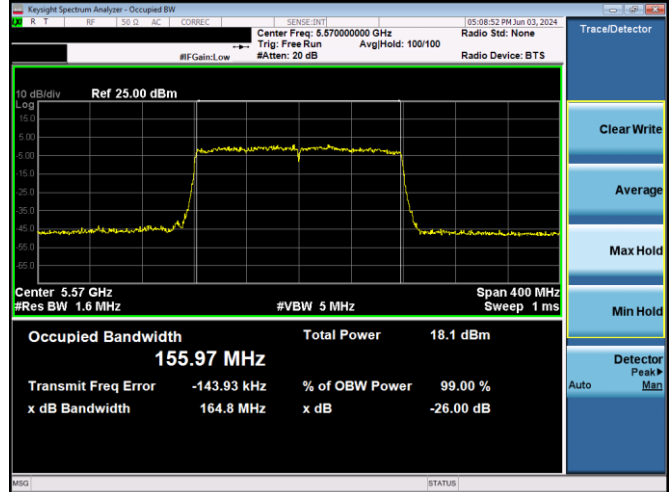 Keysight Spectrum Analyzer - Occupied BW
R T RF 50 Ω AC CORREC SENSE:INT 05:08:52 PM Jun 03, 2024
Center Freq: 5.570000000 GHz Radio Std: None
Trig: Free Run Avg|Hold: 100/100
#IFGain:Low #Atten: 20 dB Radio Device: BTS
Trace/Detector
10 dB/div Ref 25.00 dBm
Log
15.0
5.00
-5.00
-15.0
-25.0
-35.0
-45.0
-55.0
-65.0
Center 5.57 GHz Span 400 MHz
#Res BW 1.6 MHz #VBW 5 MHz Sweep 1 ms
Occupied Bandwidth Total Power 18.1 dBm
155.97 MHz
Transmit Freq Error -143.93 kHz % of OBW Power 99.00 %
x dB Bandwidth 164.8 MHz x dB -26.00 dB
Clear Write
Average
Max Hold
Min Hold
Detector
Peak▶
Auto Man
MSG STATUS